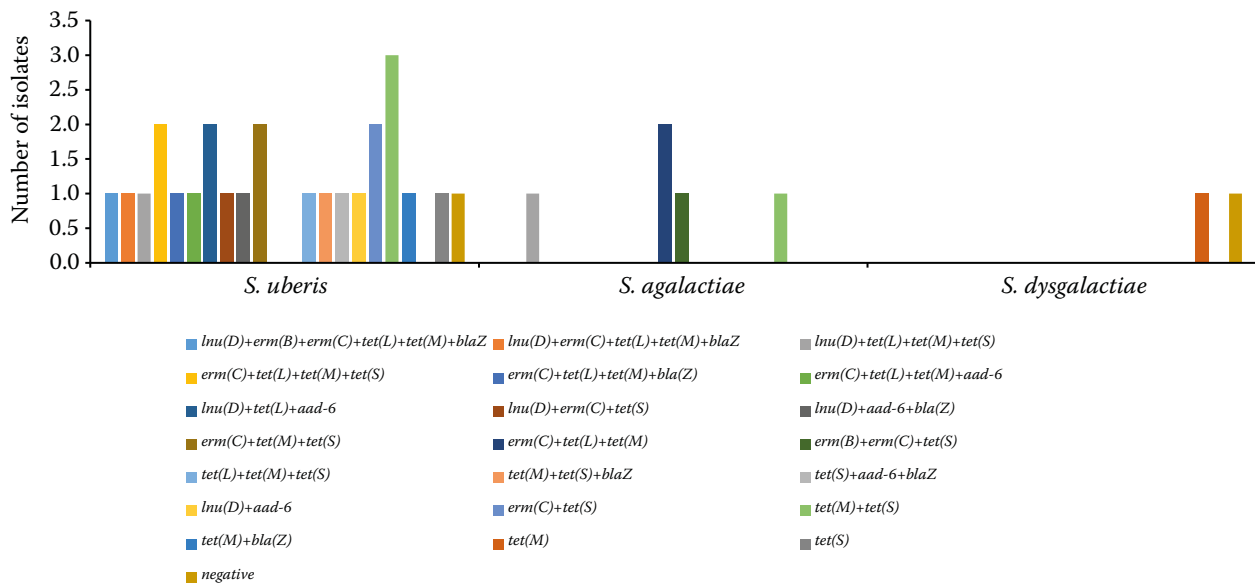 Number of isolates
3.5
3.0
2.5
2.0
1.5
1.0
0.5
0.0
S. uberis S. agalactiae S. dysgalactiae
lnu(D)+erm(B)+erm(C)+tet(L)+tet(M)+blaZ lnu(D)+erm(C)+tet(L)+tet(M)+blaZ lnu(D)+tet(L)+tet(M)+tet(S)
erm(C)+tet(L)+tet(M)+tet(S) erm(C)+tet(L)+tet(M)+bla(Z) erm(C)+tet(L)+tet(M)+aad-6
lnu(D)+tet(L)+aad-6 lnu(D)+erm(C)+tet(S) lnu(D)+aad-6+bla(Z)
erm(C)+tet(M)+tet(S) erm(C)+tet(L)+tet(M) erm(B)+erm(C)+tet(S)
tet(L)+tet(M)+tet(S) tet(M)+tet(S)+blaZ tet(S)+aad-6+blaZ
lnu(D)+aad-6 erm(C)+tet(S) tet(M)+tet(S)
tet(M)+bla(Z) tet(M) tet(S)
negative